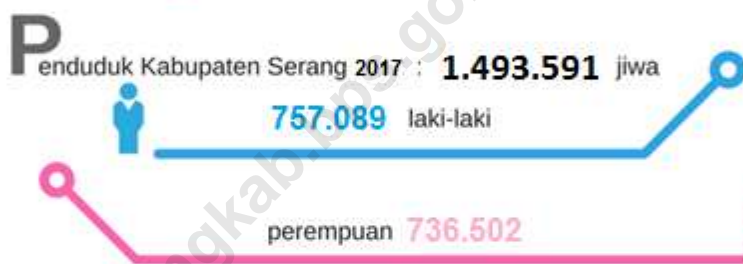 Penduduk Kabupaten Serang 2017 : 1.493.591 jiwa
757.089 laki-laki
perempuan 736.502